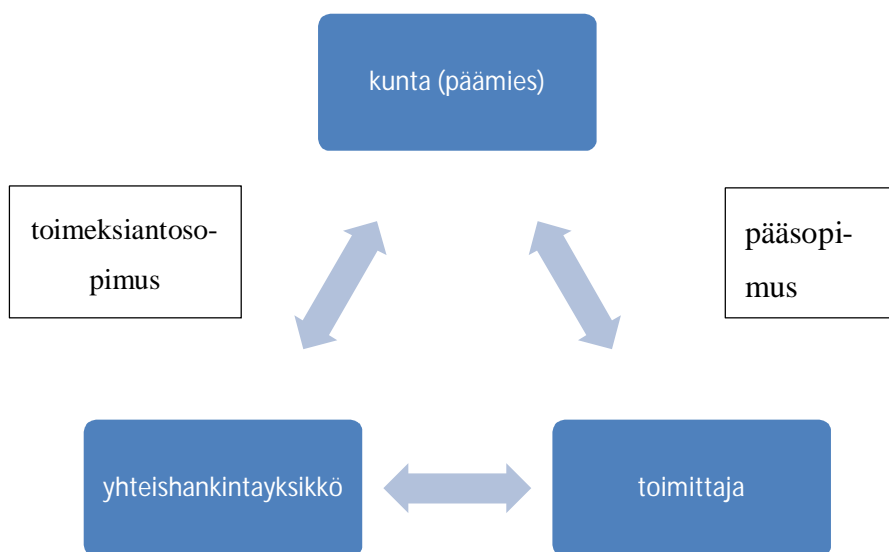 kunta (päämies)
toimeksiantoso-
pimus
pääsopi-
mus
yhteishankintayksikkö
toimittaja